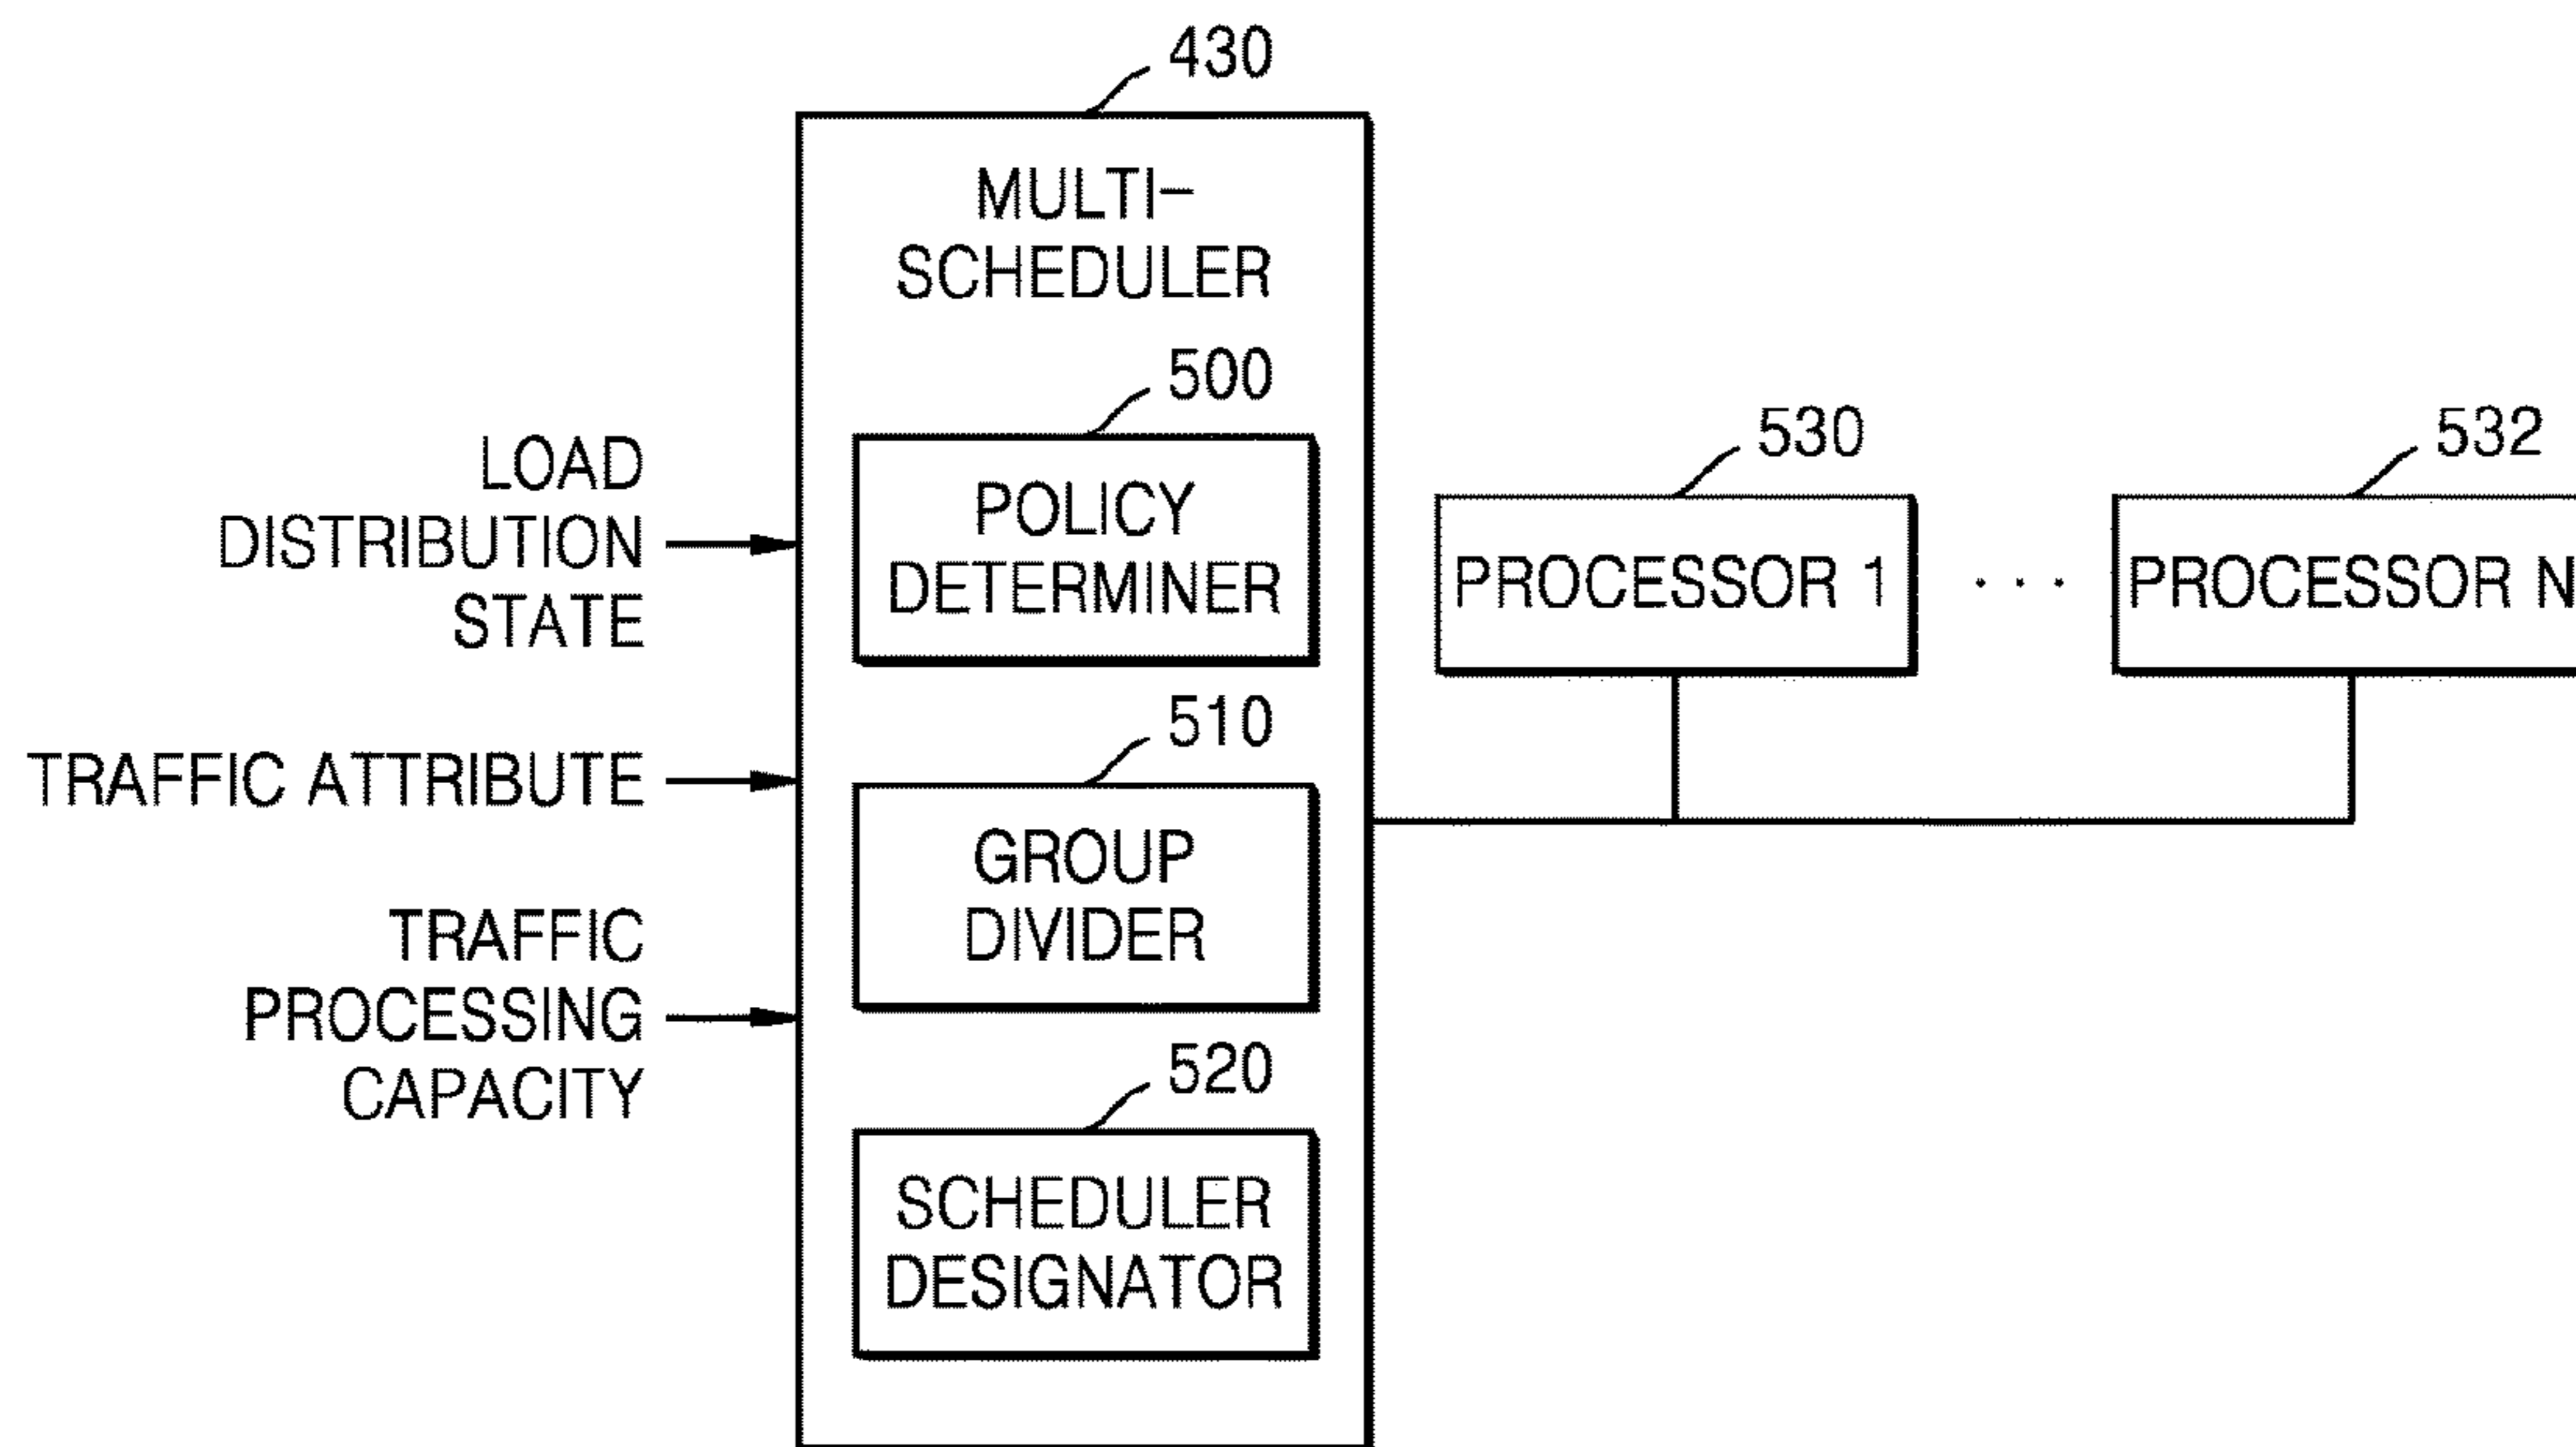 430
MULTI-
SCHEDULER
500
POLICY
DETERMINER
510
GROUP
DIVIDER
520
SCHEDULER
DESIGNATOR
LOAD
DISTRIBUTION
STATE
TRAFFIC ATTRIBUTE
TRAFFIC
PROCESSING
CAPACITY
530
PROCESSOR 1
. . .
532
PROCESSOR N